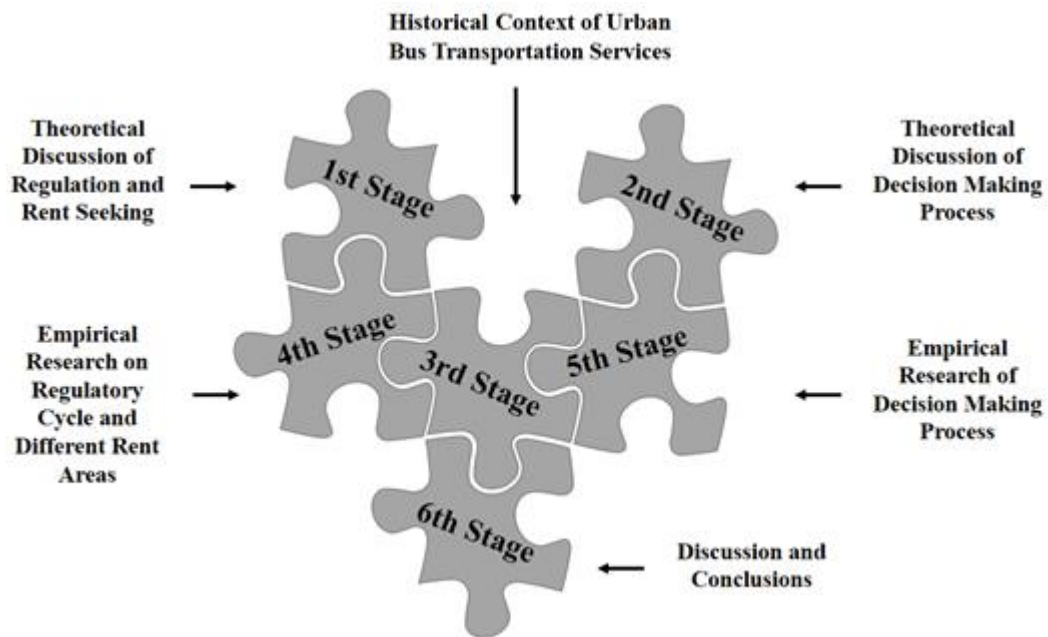 Historical Context of Urban
Bus Transportation Services
Theoretical
Discussion of
Regulation and
Rent Seeking
1st Stage
2nd Stage
Theoretical
Discussion of
Decision Making
Process
Empirical
Research on
Regulatory
Cycle and
Different Rent
Areas
4th Stage
3rd Stage
5th Stage
Empirical
Research of
Decision Making
Process
6th Stage
Discussion and
Conclusions